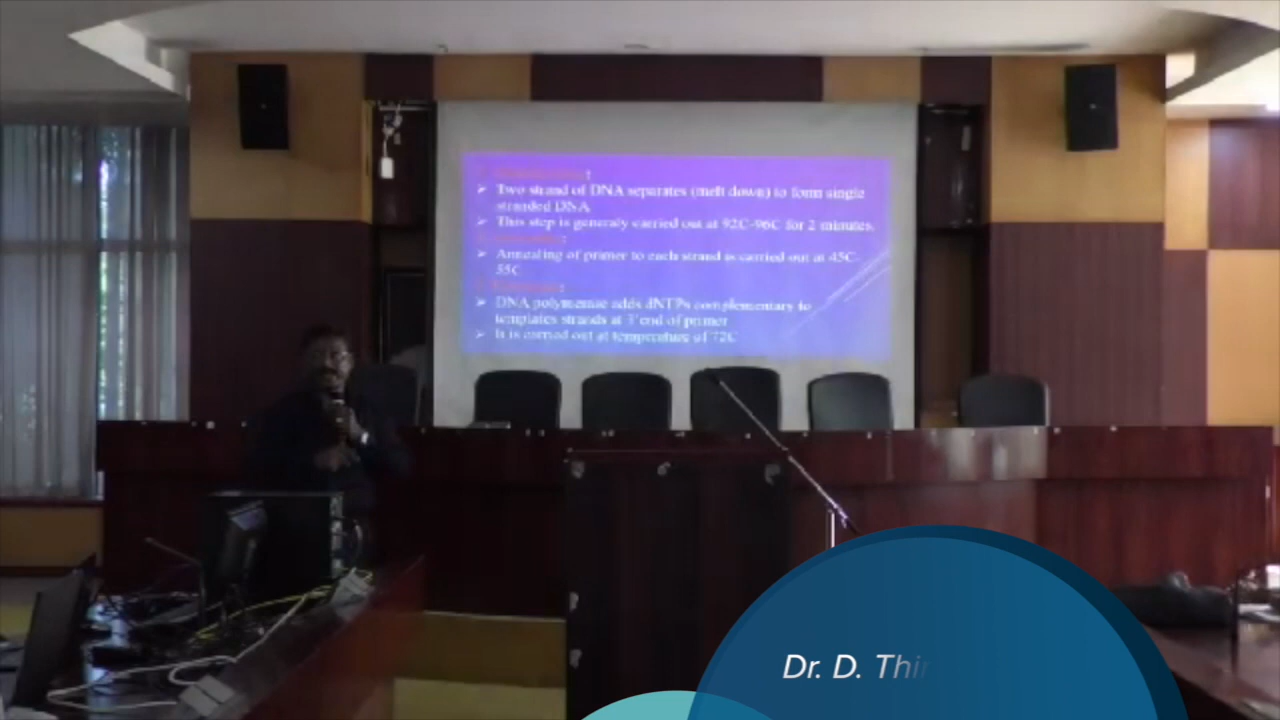 ➢ Two strand of DNA separates (melt down) to form single
stranded DNA
➢ This step is generaly carried out at 92C-96C for 2 minutes.
➢ Annealing of primer to each strand is carried out at 45C-
55C
➢ DNA polymerase adds dNTPs complementary to
templates strands at 3'end of primer
➢ It is carried out at temperature of 72C
Dr. D. Thir